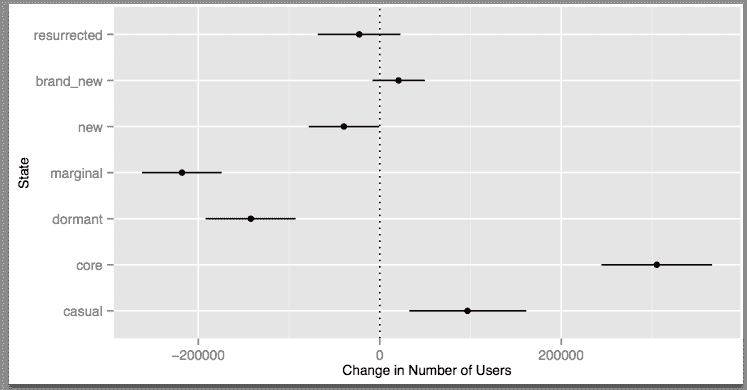 resurrected
brand_new
new
marginal
dormant
core
casual
State
−200000 0 200000
Change in Number of Users